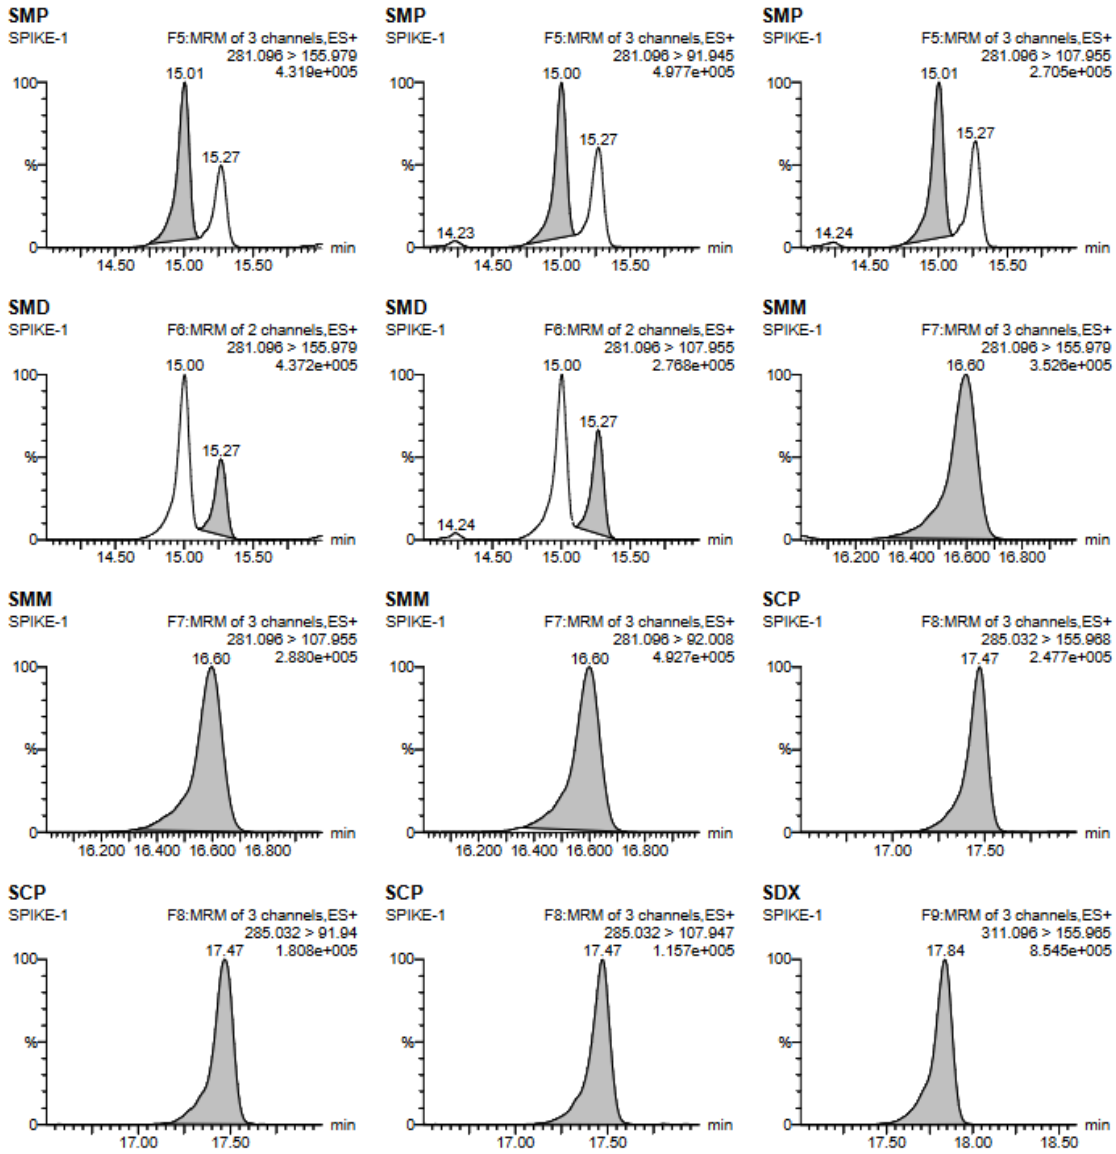 SMP
SPIKE-1
F5:MRM of 3 channels,ES+
281.096 > 155.979
4.319e+005
15.01
15.27
100
%
0
min
14.50 15.00 15.50
SMP
SPIKE-1
F5:MRM of 3 channels,ES+
281.096 > 91.945
4.977e+005
15.00
15.27
14.23
100
%
0
min
14.50 15.00 15.50
SMP
SPIKE-1
F5:MRM of 3 channels,ES+
281.096 > 107.955
2.705e+005
15.01
15.27
14.24
100
%
0
min
14.50 15.00 15.50
SMD
SPIKE-1
F6:MRM of 2 channels,ES+
281.096 > 155.979
4.372e+005
15.00
15.27
100
%
0
min
14.50 15.00 15.50
SMD
SPIKE-1
F6:MRM of 2 channels,ES+
281.096 > 107.955
2.768e+005
15.00
15.27
14.24
100
%
0
min
14.50 15.00 15.50
SMM
SPIKE-1
F7:MRM of 3 channels,ES+
281.096 > 155.979
3.526e+005
16.60
100
%
0
min
16.200 16.400 16.600 16.800
SMM
SPIKE-1
F7:MRM of 3 channels,ES+
281.096 > 107.955
2.880e+005
16.60
100
%
0
min
16.200 16.400 16.600 16.800
SMM
SPIKE-1
F7:MRM of 3 channels,ES+
281.096 > 92.008
4.927e+005
16.60
100
%
0
min
16.200 16.400 16.600 16.800
SCP
SPIKE-1
F8:MRM of 3 channels,ES+
285.032 > 155.968
2.477e+005
17.47
100
%
0
min
17.00 17.50
SCP
SPIKE-1
F8:MRM of 3 channels,ES+
285.032 > 91.94
1.808e+005
17.47
100
%
0
min
17.00 17.50
SCP
SPIKE-1
F8:MRM of 3 channels,ES+
285.032 > 107.947
1.157e+005
17.47
100
%
0
min
17.00 17.50
SDX
SPIKE-1
F9:MRM of 3 channels,ES+
311.096 > 155.965
8.545e+005
17.84
100
%
0
min
17.50 18.00 18.50